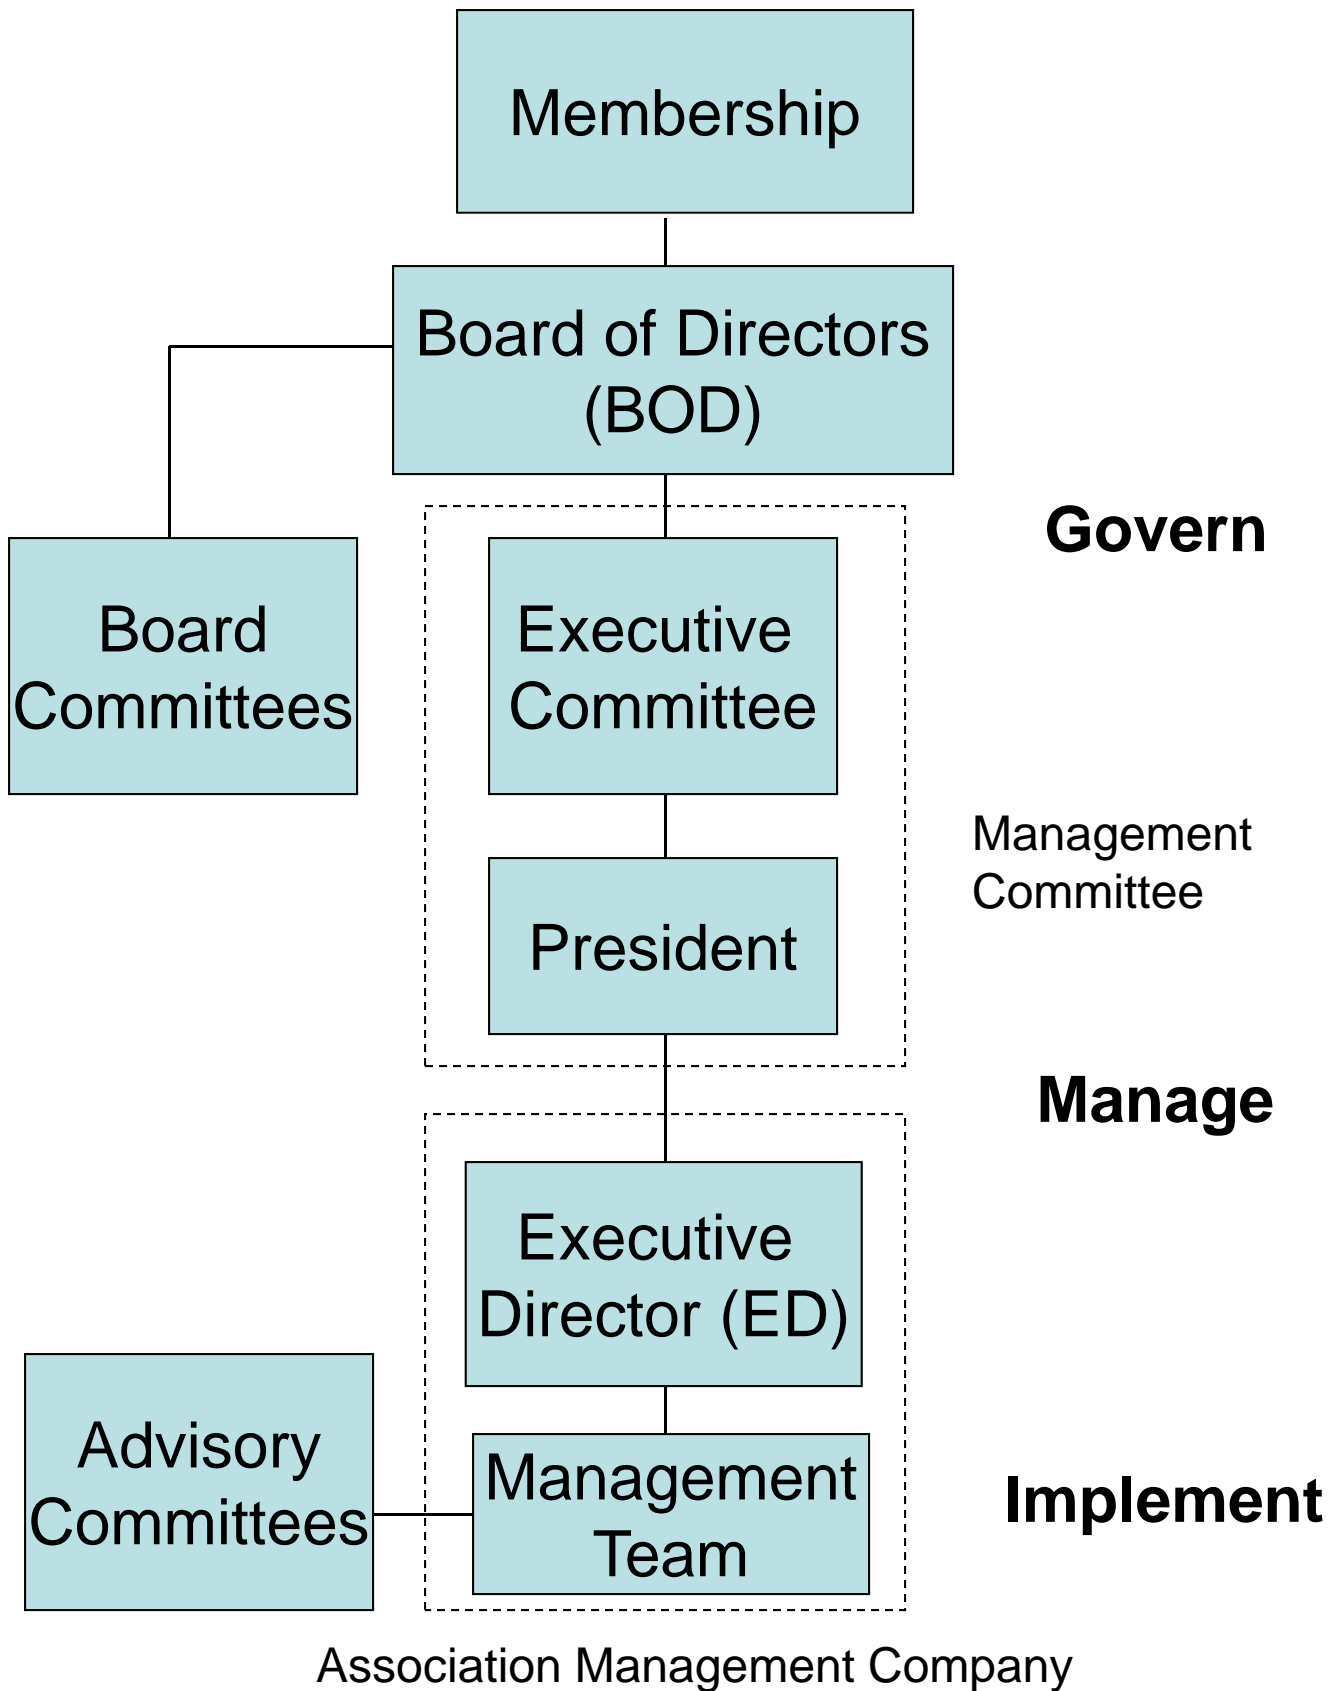 Membership
Board of Directors
(BOD)
Govern
Board
Committees
Executive
Committee
Management
Committee
President
Manage
Executive
Director (ED)
Advisory
Committees
Management
Team
Implement
Association Management Company